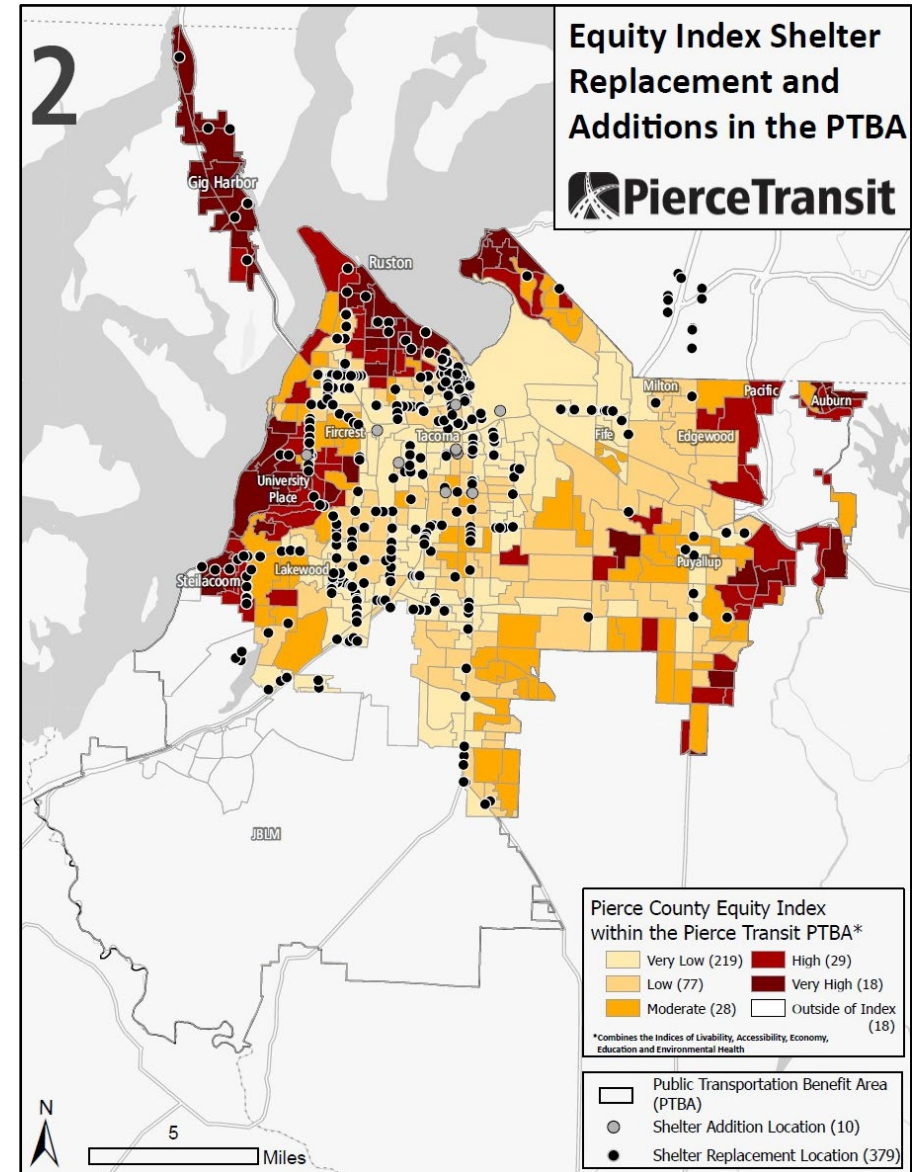 2
Equity Index Shelter
Replacement and
Additions in the PTBA
PierceTransit
Gig Harbor
Ruston
Milton
Pacific
Auburn
Fircrest
Tacoma
Fife
Edgewood
University
Place
Puyallup
Steilacoom
Lakewood
JBLM
Pierce County Equity Index
within the Pierce Transit PTBA*
Very Low (219)
High (29)
Low (77)
Very High (18)
Moderate (28)
Outside of Index
(18)
*Combines the Indices of Livability, Accessibility, Economy,
Education and Environmental Health
Public Transportation Benefit Area
(PTBA)
Shelter Addition Location (10)
Shelter Replacement Location (379)
N
5
Miles